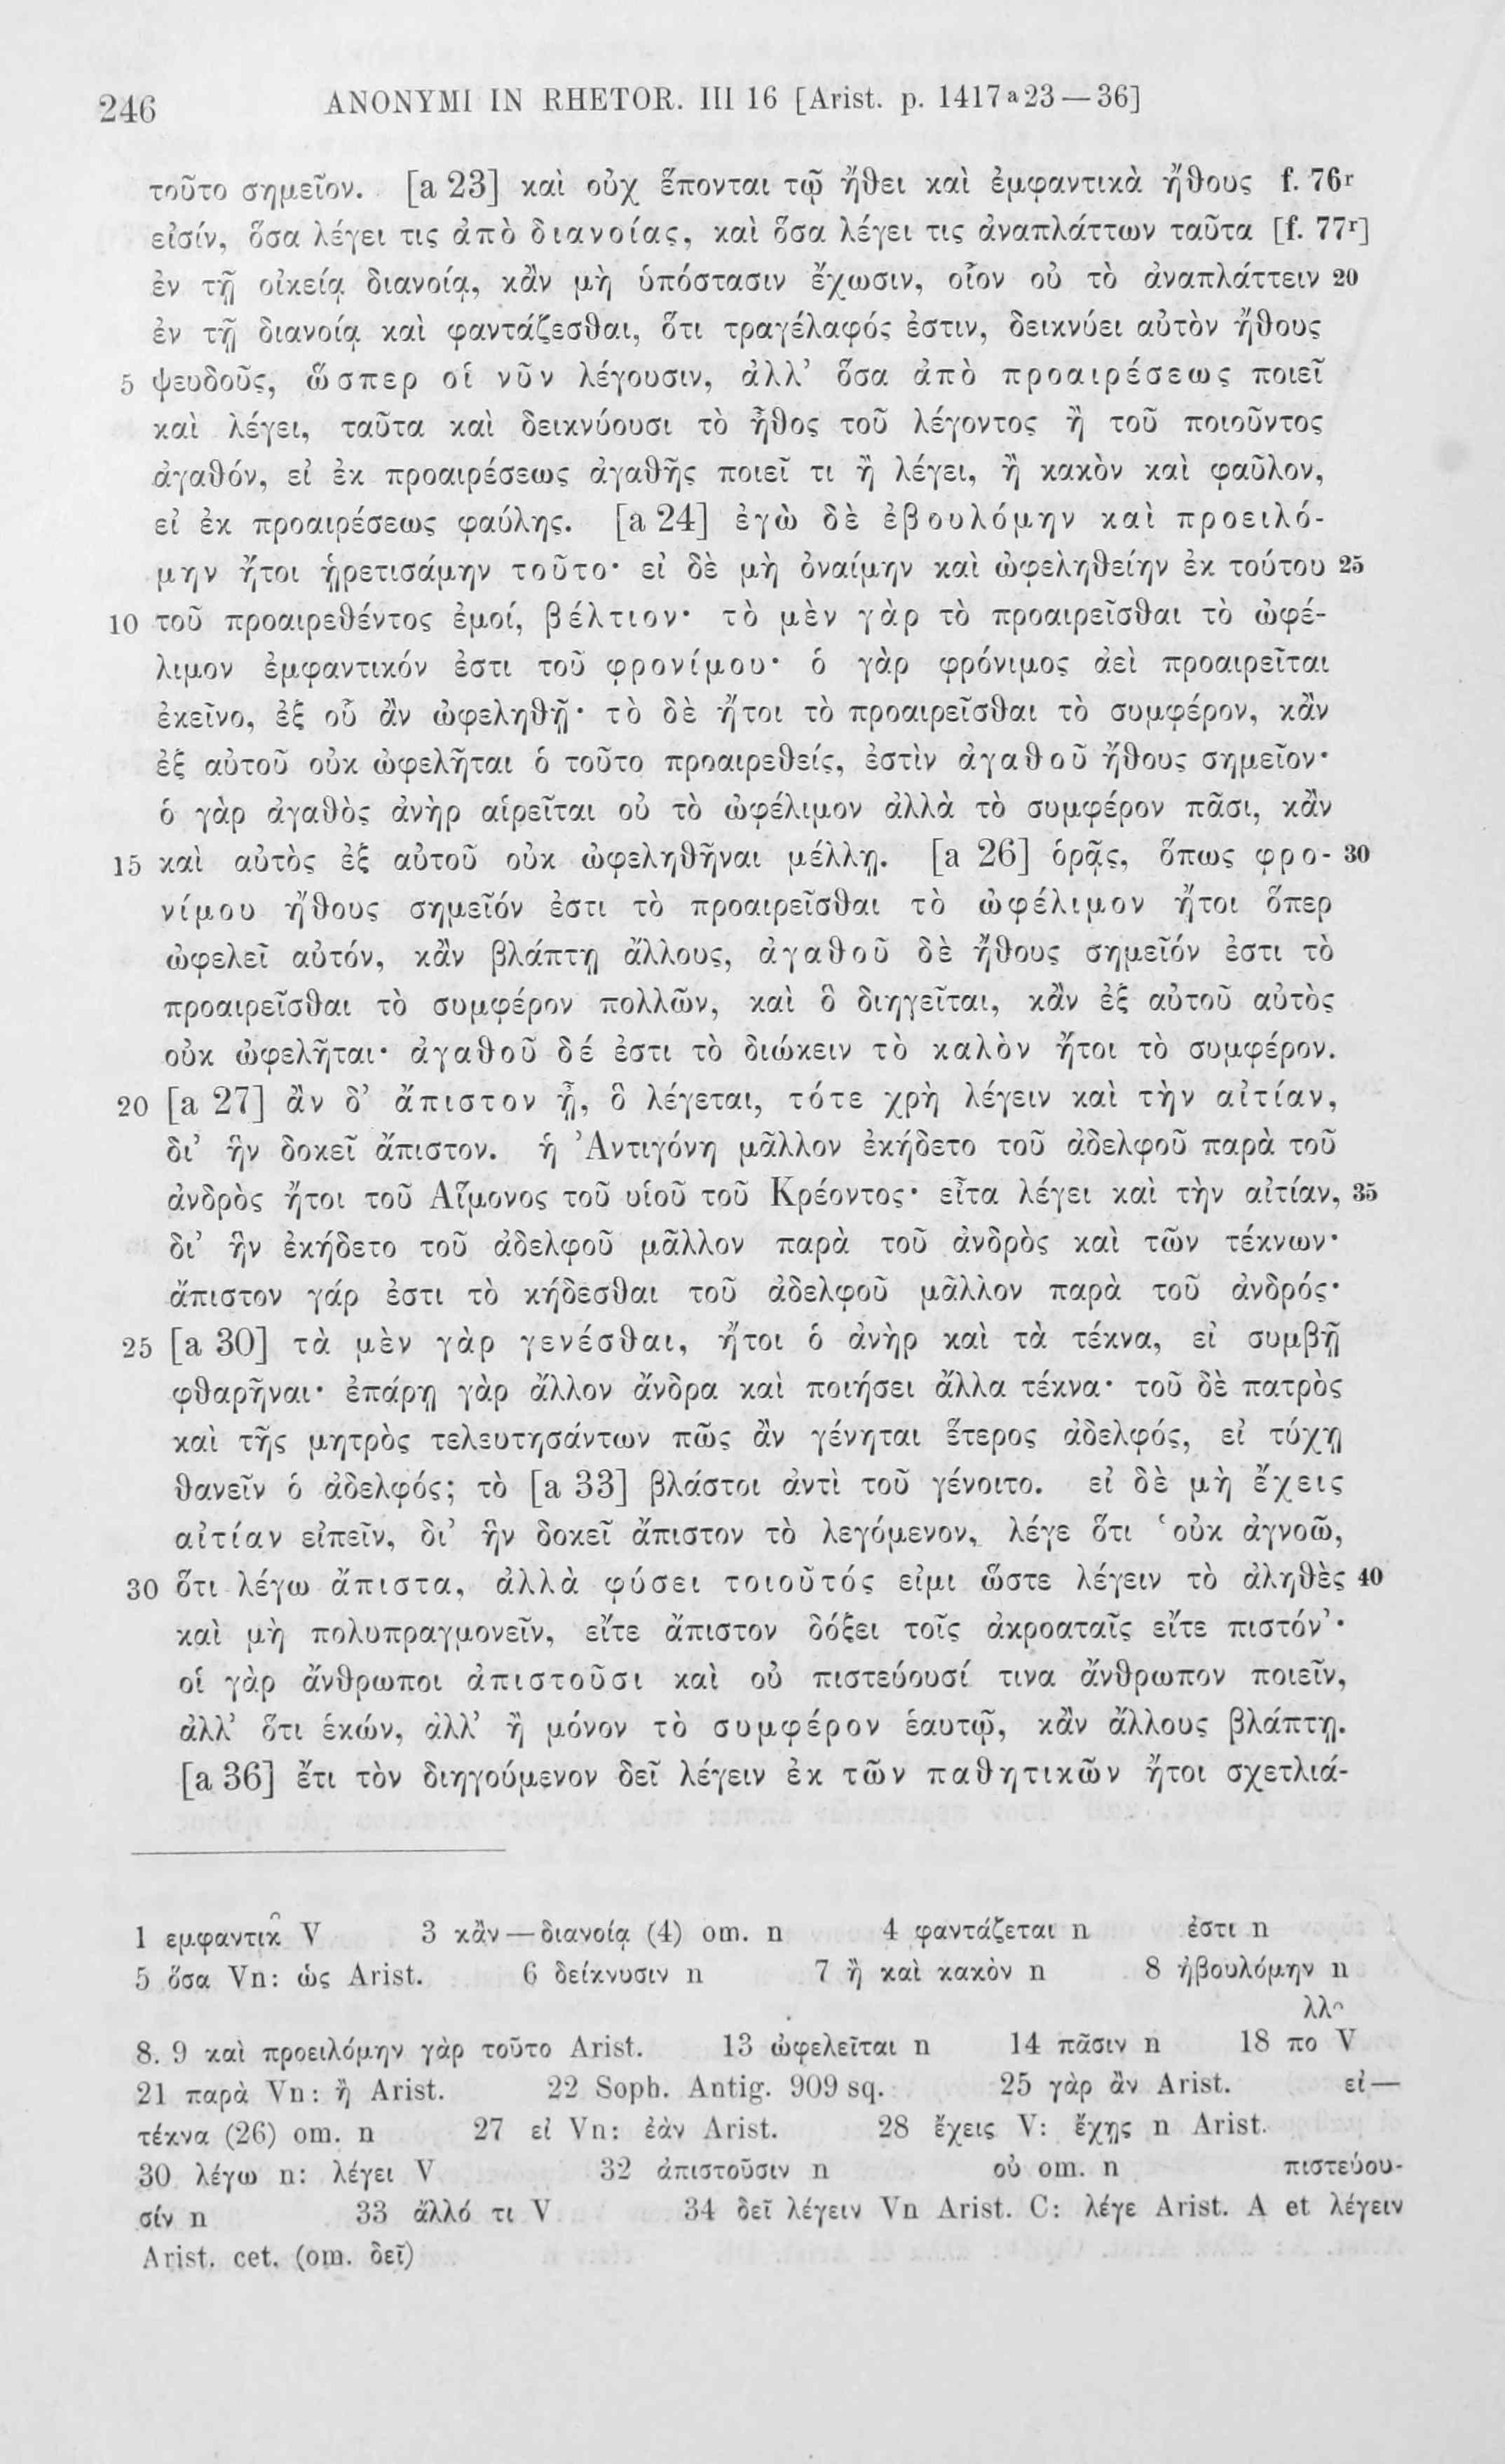 246 ANONYMI IN RHETOR. III 16 [Arist. p. 1417 a 23 — 36]
τοῦτο σημεῖον. [a 23] καὶ οὐχ ἕπονται τῷ ἤθει καὶ ἐμφαντικὰ ἤθους f. 76r
εἰσίν, ὅσα λέγει τις ἀπὸ διανοίας, καὶ ὅσα λέγει τις ἀναπλάττων ταῦτα [f. 77r]
ἐν τῇ οἰκείᾳ διανοίᾳ, κἂν μὴ ὑπόστασιν ἔχωσιν, οἷον οὐ τὸ ἀναπλάττειν 20
ἐν τῇ διανοίᾳ καὶ φαντάζεσθαι, ὅτι τραγέλαφός ἐστιν, δεικνύει αὐτὸν ἤθους
5 ψευδοῦς, ὥσπερ οἱ νῦν λέγουσιν, ἀλλ’ ὅσα ἀπὸ προαιρέσεως ποιεῖ
καὶ λέγει, ταῦτα καὶ δεικνύουσι τὸ ἦθος τοῦ λέγοντος ἢ τοῦ ποιοῦντος
ἀγαθόν, εἰ ἐκ προαιρέσεως ἀγαθῆς ποιεῖ τι ἢ λέγει, ἢ κακὸν καὶ φαῦλον,
εἰ ἐκ προαιρέσεως φαύλης. [a 24] ἐγὼ δὲ ἐβουλόμην καὶ προειλό-
μην ἤτοι ᾑρετισάμην τοῦτο· εἰ δὲ μὴ ὀναίμην καὶ ὠφεληθείην ἐκ τούτου 25
10 τοῦ προαιρεθέντος ἐμοί, βέλτιον· τὸ μὲν γὰρ τὸ προαιρεῖσθαι τὸ ὠφέ-
λιμον ἐμφαντικόν ἐστι τοῦ φρονίμου· ὁ γὰρ φρόνιμος ἀεὶ προαιρεῖται
ἐκεῖνο, ἐξ οὗ ἂν ὠφεληθῇ· τὸ δὲ ἤτοι τὸ προαιρεῖσθαι τὸ συμφέρον, κἂν
ἐξ αὐτοῦ οὐκ ὠφελῆται ὁ τοῦτο προαιρεθείς, ἐστὶν ἀγαθοῦ ἤθους σημεῖον·
ὁ γὰρ ἀγαθὸς ἀνὴρ αἱρεῖται οὐ τὸ ὠφέλιμον ἀλλὰ τὸ συμφέρον πᾶσι, κἂν
15 καὶ αὐτὸς ἐξ αὐτοῦ οὐκ ὠφεληθῆναι μέλλῃ. [a 26] ὁρᾷς, ὅπως φρο- 30
νίμου ἤθους σημεῖόν ἐστι τὸ προαιρεῖσθαι τὸ ὠφέλιμον ἤτοι ὅπερ
ὠφελεῖ αὐτόν, κἂν βλάπτῃ ἄλλους, ἀγαθοῦ δὲ ἤθους σημεῖόν ἐστι τὸ
προαιρεῖσθαι τὸ συμφέρον πολλῶν, καὶ ὃ διηγεῖται, κἂν ἐξ αὐτοῦ αὐτὸς
οὐκ ὠφελῆται· ἀγαθοῦ δέ ἐστι τὸ διώκειν τὸ καλὸν ἤτοι τὸ συμφέρον.
20 [a 27] ἂν δ’ ἄπιστον ᾖ, ὃ λέγεται, τότε χρὴ λέγειν καὶ τὴν αἰτίαν,
δι’ ἣν δοκεῖ ἄπιστον. ἡ Ἀντιγόνη μᾶλλον ἐκήδετο τοῦ ἀδελφοῦ παρὰ τοῦ
ἀνδρὸς ἤτοι τοῦ Αἵμονος τοῦ υἱοῦ τοῦ Κρέοντος· εἶτα λέγει καὶ τὴν αἰτίαν, 35
δι’ ἣν ἐκήδετο τοῦ ἀδελφοῦ μᾶλλον παρὰ τοῦ ἀνδρὸς καὶ τῶν τέκνων·
ἄπιστον γάρ ἐστι τὸ κήδεσθαι τοῦ ἀδελφοῦ μᾶλλον παρὰ τοῦ ἀνδρός·
25 [a 30] τὰ μὲν γὰρ γενέσθαι, ἤτοι ὁ ἀνὴρ καὶ τὰ τέκνα, εἰ συμβῇ
φθαρῆναι· ἐπάρῃ γὰρ ἄλλον ἄνδρα καὶ ποιήσει ἄλλα τέκνα· τοῦ δὲ πατρὸς
καὶ τῆς μητρὸς τελευτησάντων πῶς ἂν γένηται ἕτερος ἀδελφός, εἰ τύχῃ
θανεῖν ὁ ἀδελφός; τὸ [a 33] βλάστοι ἀντὶ τοῦ γένοιτο. εἰ δὲ μὴ ἔχεις
αἰτίαν εἰπεῖν, δι’ ἣν δοκεῖ ἄπιστον τὸ λεγόμενον, λέγε ὅτι ‘οὐκ ἀγνοῶ,
30 ὅτι λέγω ἄπιστα, ἀλλὰ φύσει τοιοῦτός εἰμι ὥστε λέγειν τὸ ἀληθὲς 40
καὶ μὴ πολυπραγμονεῖν, εἴτε ἄπιστον δόξει τοῖς ἀκροαταῖς εἴτε πιστόν’·
οἱ γὰρ ἄνθρωποι ἀπιστοῦσι καὶ οὐ πιστεύουσί τινα ἄνθρωπον ποιεῖν,
ἀλλ’ ὅτι ἑκών, ἀλλ’ ἢ μόνον τὸ συμφέρον ἑαυτῷ, κἂν ἄλλους βλάπτῃ.
[a 36] ἔτι τὸν διηγούμενον δεῖ λέγειν ἐκ τῶν παθητικῶν ἤτοι σχετλιά-
1 εμφαντικ̑ V 3 κἂν — διανοίᾳ (4) om. n 4 φαντάζεται n ἐστι n
5 ὅσα Vn: ὡς Arist. 6 δείκνυσιν n 7 ἢ καὶ κακὸν n 8 ἠβουλόμην n
8. 9 καὶ προειλόμην γὰρ τοῦτο Arist. 13 ὠφελεῖται n 14 πᾶσιν n 18 πολλ̑ V
21 παρὰ Vn: ἢ Arist. 22 Soph. Antig. 909 sq. 25 γὰρ ἂν Arist. εἰ —
τέκνα (26) om. n 27 εἰ Vn: ἐὰν Arist. 28 ἔχεις V: ἔχῃς n Arist.
30 λέγω n: λέγει V 32 ἀπιστοῦσιν n οὐ om. n πιστεύου-
σίν n 33 ἄλλό τι V 34 δεῖ λέγειν Vn Arist. C: λέγε Arist. A et λέγειν
Arist. cet. (om. δεῖ)